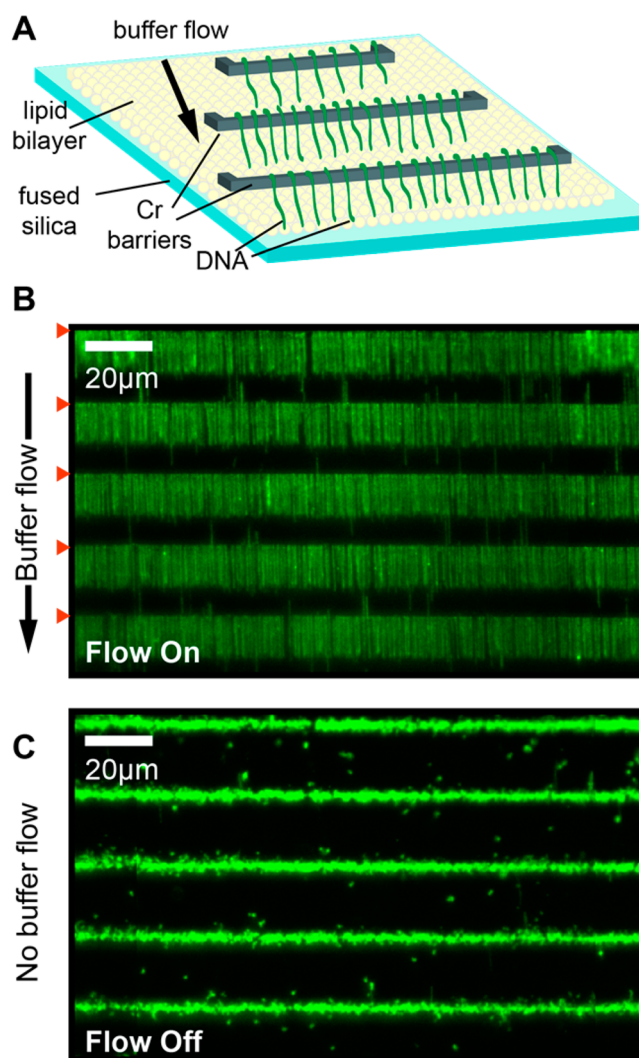 A
buffer flow
lipid
bilayer
fused
silica
Cr
barriers
DNA
B
20μm
Buffer flow
Flow On
C
20μm
No buffer flow
Flow Off